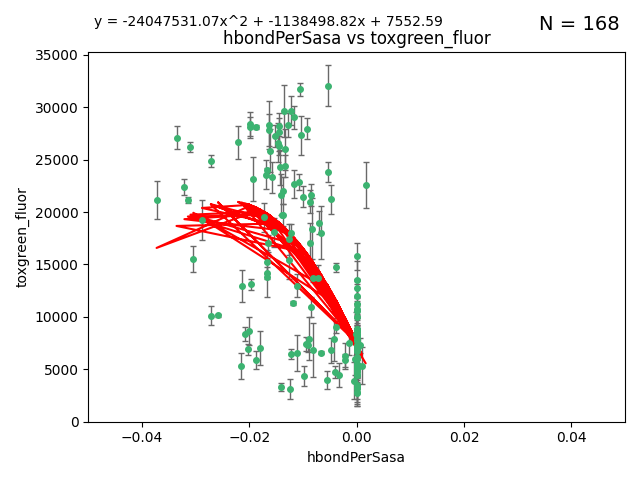 y = -24047531.07x^2 + -1138498.82x + 7552.59
N = 168
hbondPerSasa vs toxgreen_fluor
35000
30000
25000
20000
15000
10000
5000
0
toxgreen_fluor
−0.04
−0.02
0.00
0.02
0.04
hbondPerSasa